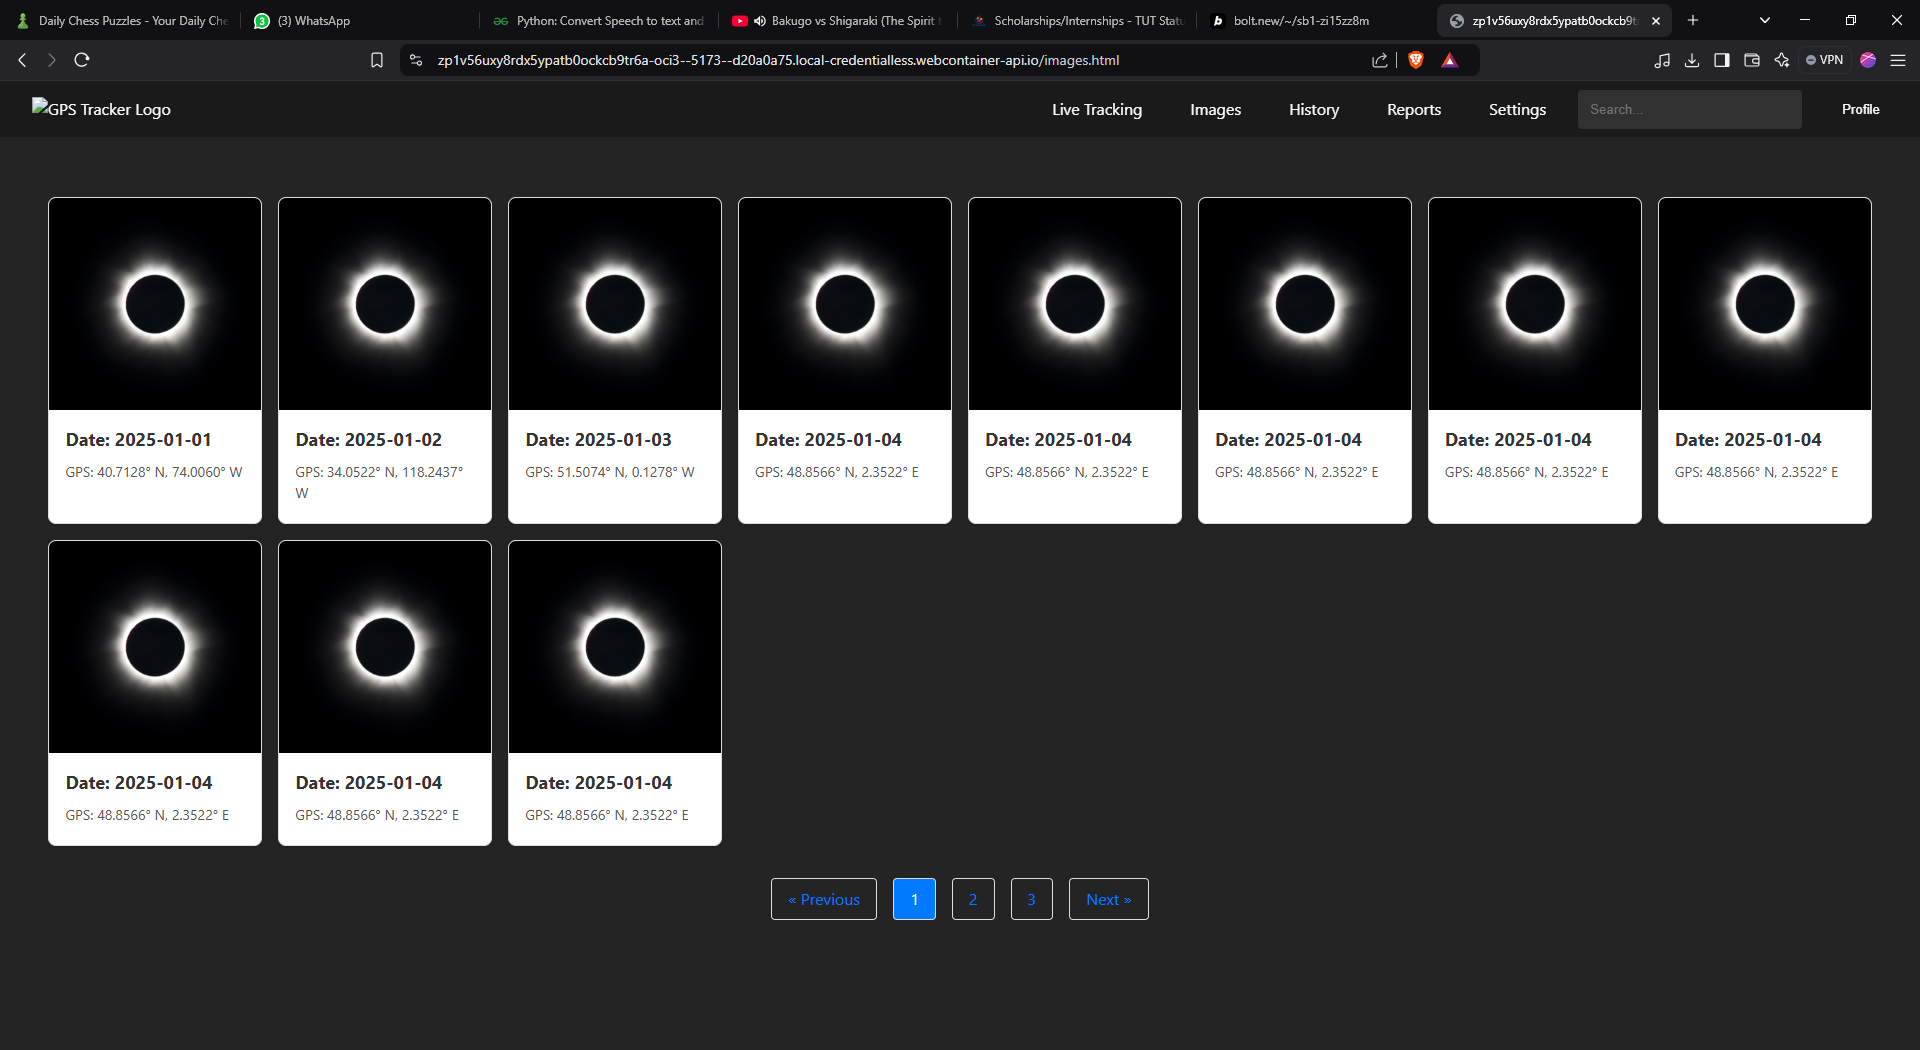 Daily Chess Puzzles - Your Daily Che
(3) WhatsApp
Python: Convert Speech to text and
Bakugo vs Shigaraki (The Spirit
Scholarships/Internships - TUT Statu
bolt.new/~/sb1-zi15zz8m
zp1v56uxy8rdx5ypatb0ockcb9t
zp1v56uxy8rdx5ypatb0ockcb9tr6a-oci3--5173--d20a0a75.local-credentialless.webcontainer-api.io/images.html
VPN
GPS Tracker Logo
Live Tracking
Images
History
Reports
Settings
Search...
Profile
Date: 2025-01-01
GPS: 40.7128° N, 74.0060° W
Date: 2025-01-02
GPS: 34.0522° N, 118.2437°
W
Date: 2025-01-03
GPS: 51.5074° N, 0.1278° W
Date: 2025-01-04
GPS: 48.8566° N, 2.3522° E
Date: 2025-01-04
GPS: 48.8566° N, 2.3522° E
Date: 2025-01-04
GPS: 48.8566° N, 2.3522° E
Date: 2025-01-04
GPS: 48.8566° N, 2.3522° E
Date: 2025-01-04
GPS: 48.8566° N, 2.3522° E
Date: 2025-01-04
GPS: 48.8566° N, 2.3522° E
Date: 2025-01-04
GPS: 48.8566° N, 2.3522° E
Date: 2025-01-04
GPS: 48.8566° N, 2.3522° E
« Previous
1
2
3
Next »